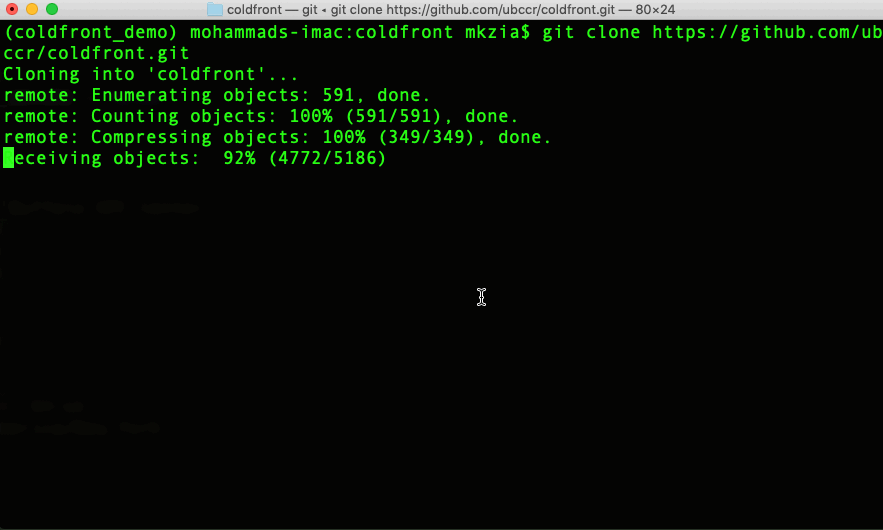 coldfront — git ◂ git clone https://github.com/ubccr/coldfront.git — 80×24
(coldfront_demo) mohammads-imac:coldfront mkzia$ git clone https://github.com/ub
ccr/coldfront.git
Cloning into 'coldfront'...
remote: Enumerating objects: 591, done.
remote: Counting objects: 100% (591/591), done.
remote: Compressing objects: 100% (349/349), done.
eceiving objects:  92% (4772/5186)